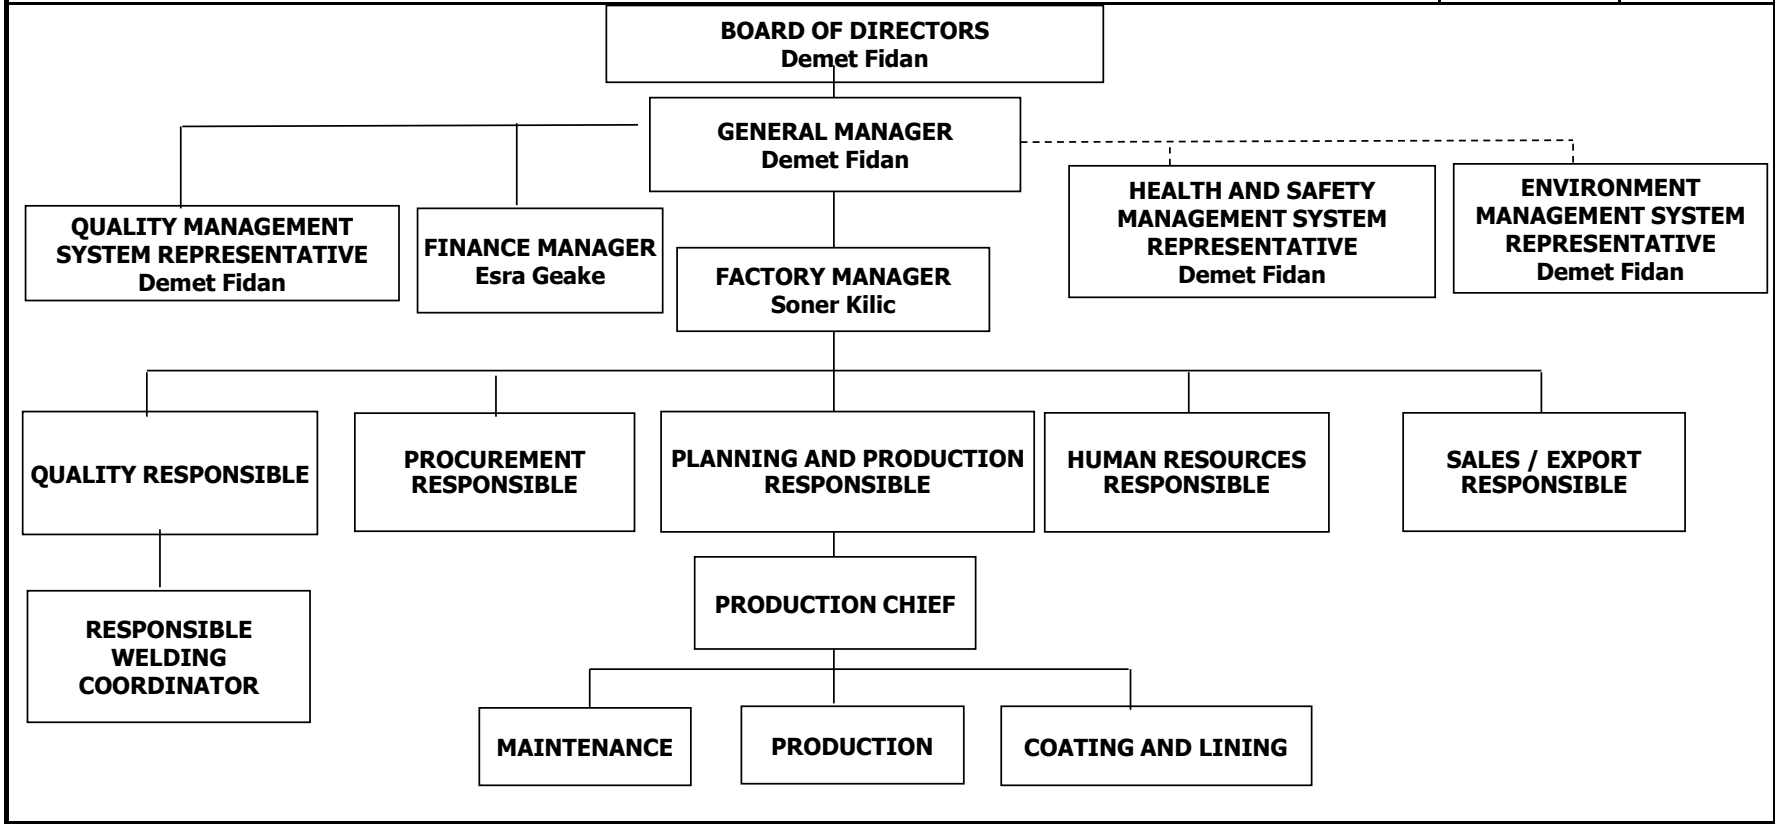 BOARD OF DIRECTORS
Demet Fidan
GENERAL MANAGER
Demet Fidan
QUALITY MANAGEMENT
SYSTEM REPRESENTATIVE
Demet Fidan
FINANCE MANAGER
Esra Geake
FACTORY MANAGER
Soner Kilic
HEALTH AND SAFETY
MANAGEMENT SYSTEM
REPRESENTATIVE
Demet Fidan
ENVIRONMENT
MANAGEMENT SYSTEM
REPRESENTATIVE
Demet Fidan
QUALITY RESPONSIBLE
PROCUREMENT
RESPONSIBLE
PLANNING AND PRODUCTION
RESPONSIBLE
HUMAN RESOURCES
RESPONSIBLE
SALES / EXPORT
RESPONSIBLE
RESPONSIBLE
WELDING
COORDINATOR
PRODUCTION CHIEF
MAINTENANCE
PRODUCTION
COATING AND LINING